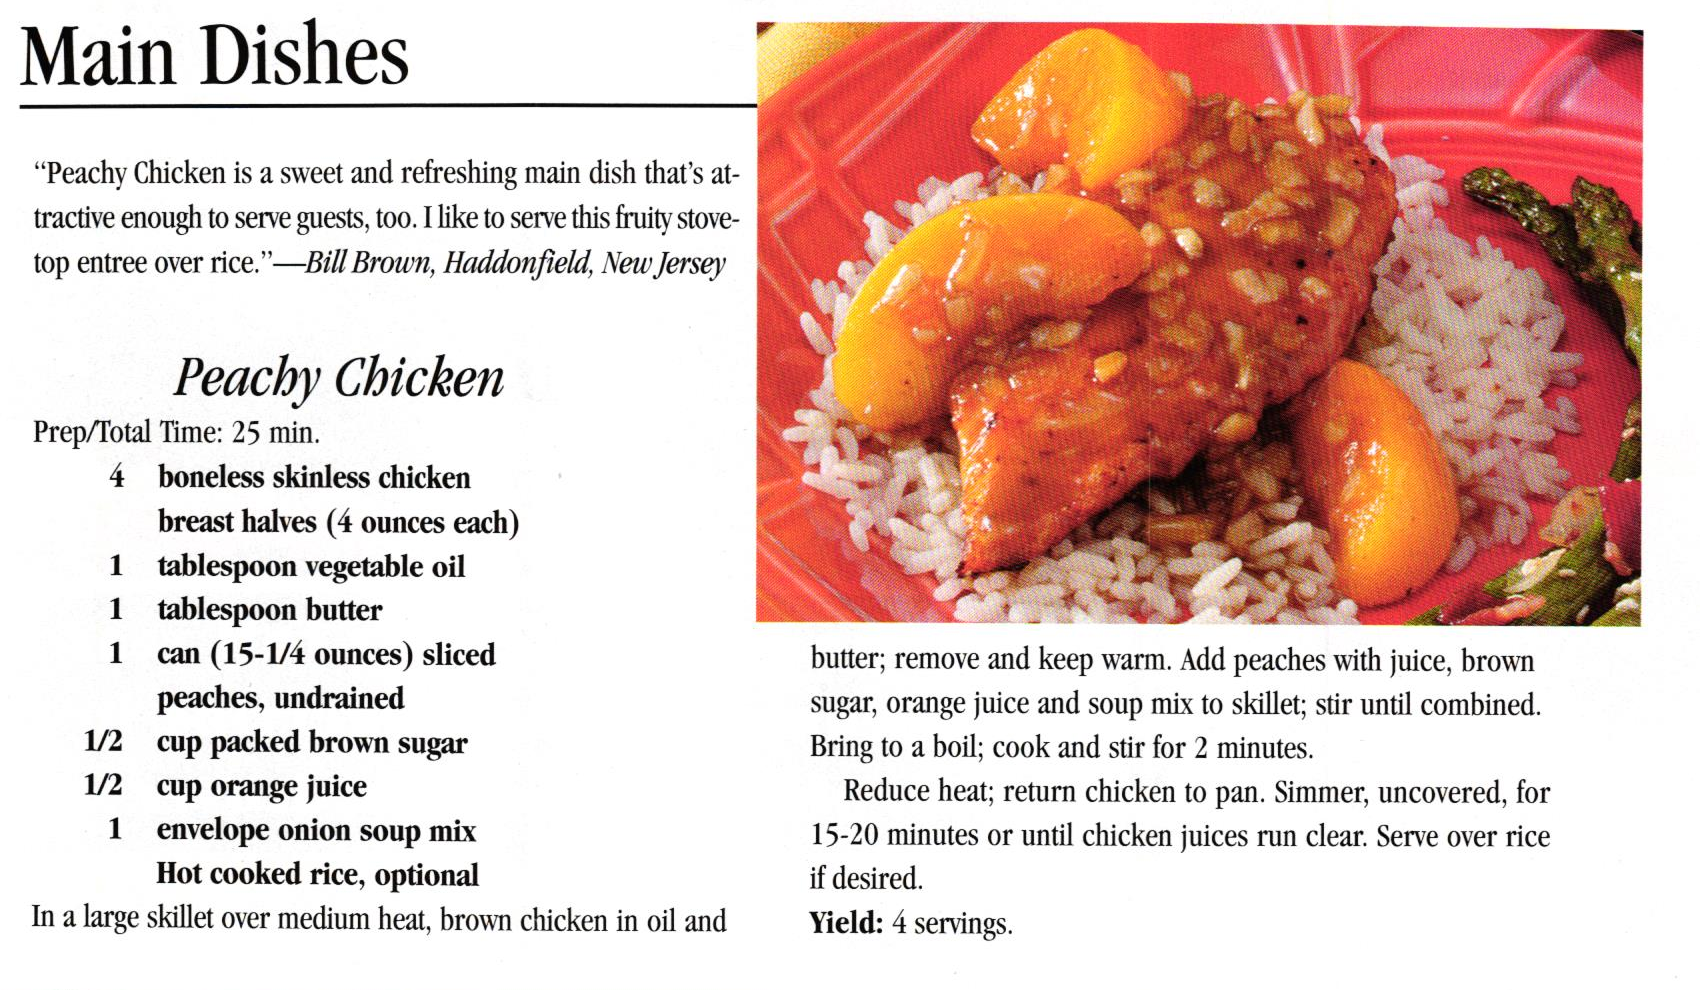 Main Dishes
“Peachy Chicken is a sweet and refreshing main dish that’s at-
tractive enough to serve guests, too. I like to serve this fruity stove-
top entree over rice.”—Bill Brown, Haddonfield, New Jersey
Peachy Chicken
Prep/Total Time: 25 min.
4 boneless skinless chicken
breast halves (4 ounces each)
1 tablespoon vegetable oil
1 tablespoon butter
1 can (15-1/4 ounces) sliced
peaches, undrained
1/2 cup packed brown sugar
1/2 cup orange juice
1 envelope onion soup mix
Hot cooked rice, optional
In a large skillet over medium heat, brown chicken in oil and
butter; remove and keep warm. Add peaches with juice, brown
sugar, orange juice and soup mix to skillet; stir until combined.
Bring to a boil; cook and stir for 2 minutes.
Reduce heat; return chicken to pan. Simmer, uncovered, for
15-20 minutes or until chicken juices run clear. Serve over rice
if desired.
Yield: 4 servings.